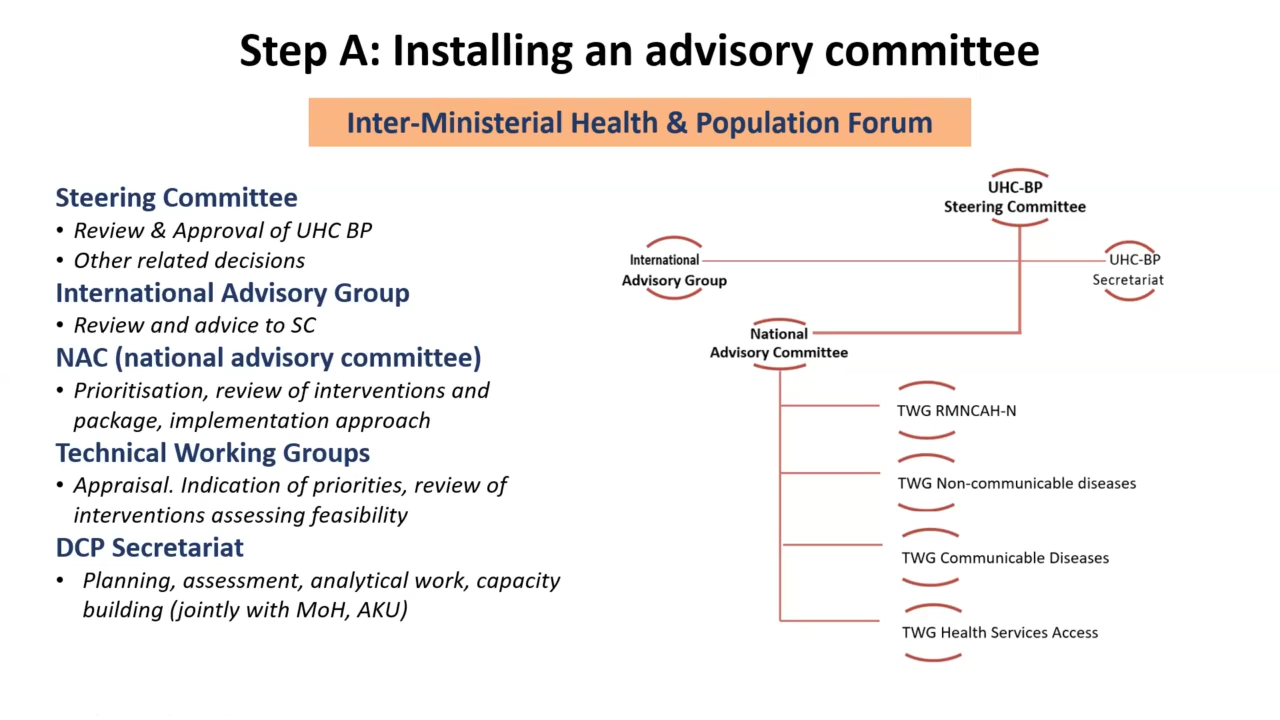 Step A: Installing an advisory committee
Inter-Ministerial Health & Population Forum
Steering Committee
• Review & Approval of UHC BP
• Other related decisions
International Advisory Group
• Review and advice to SC
NAC (national advisory committee)
• Prioritisation, review of interventions and
package, implementation approach
Technical Working Groups
• Appraisal. Indication of priorities, review of
interventions assessing feasibility
DCP Secretariat
• Planning, assessment, analytical work, capacity
building (jointly with MoH, AKU)
UHC-BP
Steering Committee
International
Advisory Group
UHC-BP
Secretariat
National
Advisory Committee
TWG RMNCAH-N
TWG Non-communicable diseases
TWG Communicable Diseases
TWG Health Services Access